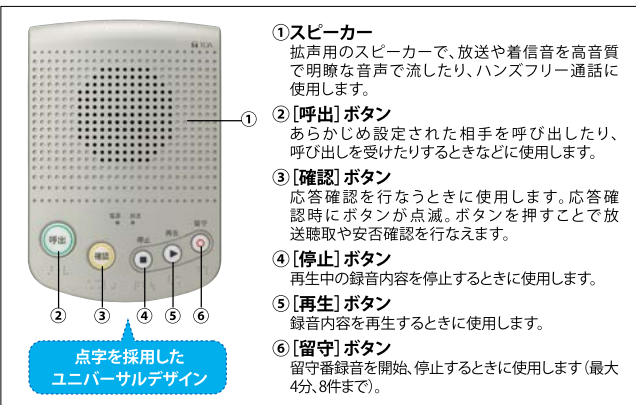 TOA
①スピーカー
拡声用のスピーカーで、放送や着信音を高音質
で明瞭な音声で流したり、ハンズフリー通話に
使用します。
②[呼出]ボタン
あらかじめ設定された相手を呼び出したり、
呼び出しを受けたりするときなどに使用します。
③[確認]ボタン
応答確認を行なうときに使用します。応答確
認時にボタンが点滅。ボタンを押すことで放
送聴取や安否確認を行なえます。
④[停止]ボタン
再生中の録音内容を停止するときに使用します。
⑤[再生]ボタン
録音内容を再生するときに使用します。
⑥[留守]ボタン
留守番録音を開始、停止するときに使用します(最大
4分、8件まで)。
①
留守
再生
停止
呼出
確認
② ③ ④ ⑤ ⑥
点字を採用した
ユニバーサルデザイン